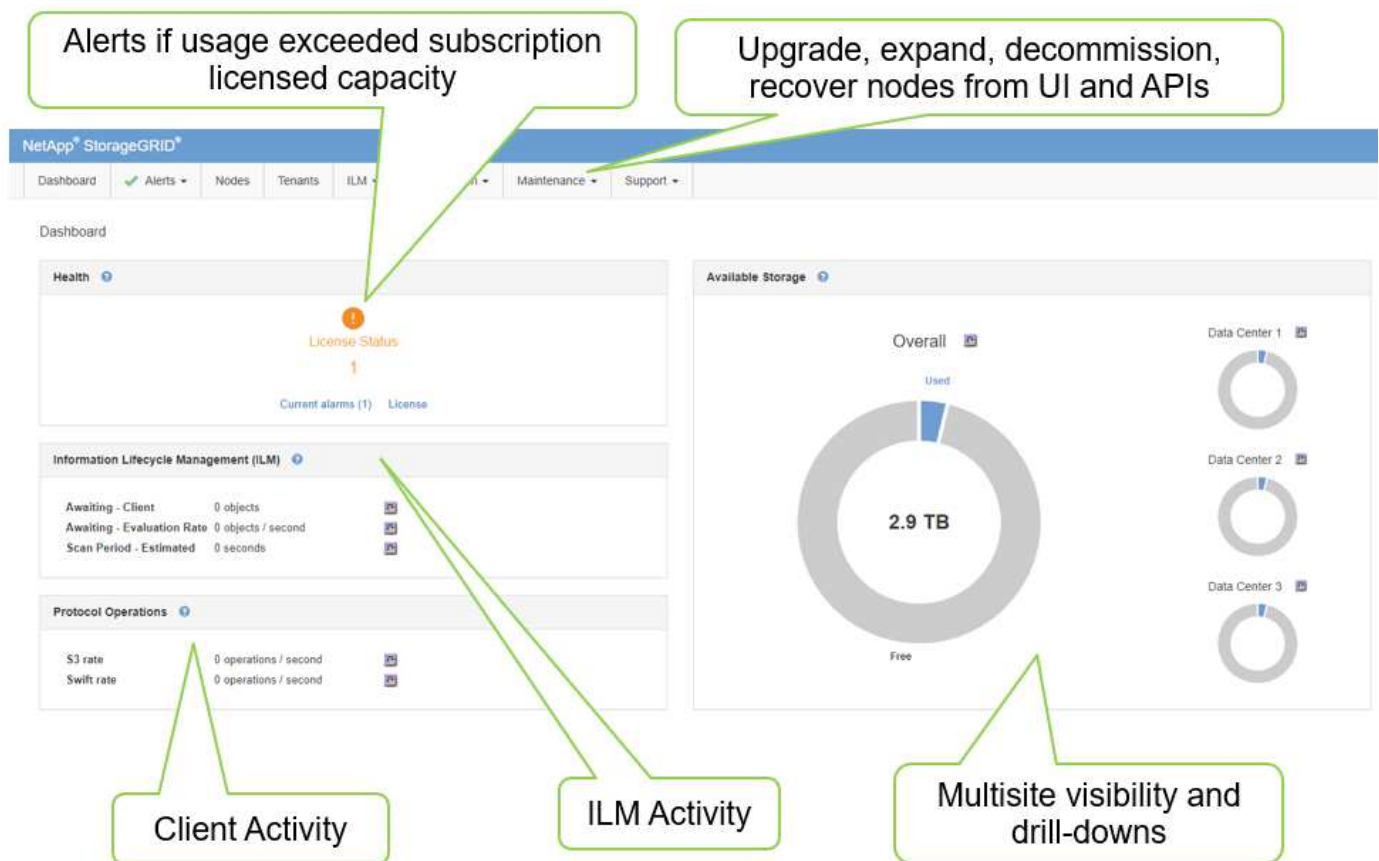 Alerts if usage exceeded subscription
licensed capacity
Upgrade, expand, decommission,
recover nodes from UI and APIs
NetApp® StorageGRID®
Dashboard Alerts Nodes Tenants ILM Maintenance Support
Dashboard
Health
License Status
1
Current alarms (1) License
Information Lifecycle Management (ILM)
Awaiting - Client 0 objects
Awaiting - Evaluation Rate 0 objects / second
Scan Period - Estimated 0 seconds
Protocol Operations
S3 rate 0 operations / second
Swift rate 0 operations / second
Available Storage
Overall
Used
2.9 TB
Free
Data Center 1
Data Center 2
Data Center 3
Client Activity
ILM Activity
Multisite visibility and
drill-downs